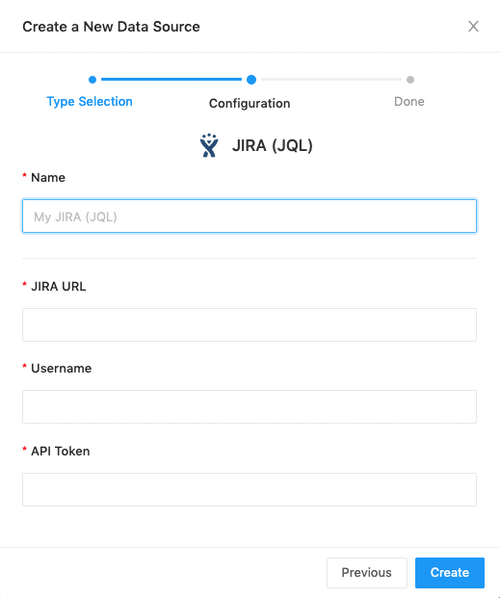 Create a New Data Source
Type Selection
Configuration
Done
JIRA (JQL)
* Name
My JIRA (JQL)
* JIRA URL
* Username
* API Token
Previous
Create